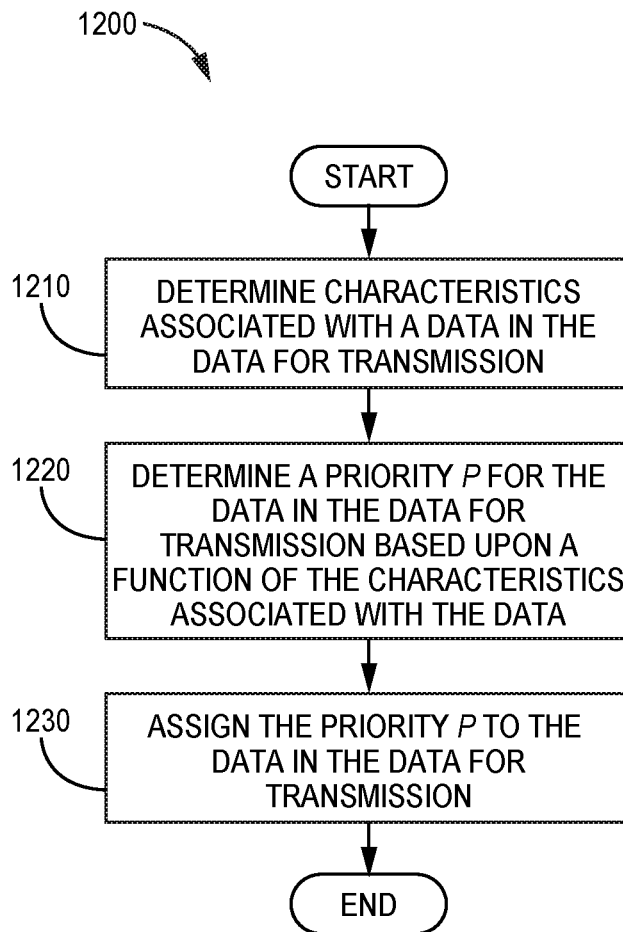 1200
START
1210
DETERMINE CHARACTERISTICS
ASSOCIATED WITH A DATA IN THE
DATA FOR TRANSMISSION
1220
DETERMINE A PRIORITY P FOR THE
DATA IN THE DATA FOR
TRANSMISSION BASED UPON A
FUNCTION OF THE CHARACTERISTICS
ASSOCIATED WITH THE DATA
1230
ASSIGN THE PRIORITY P TO THE
DATA IN THE DATA FOR
TRANSMISSION
END